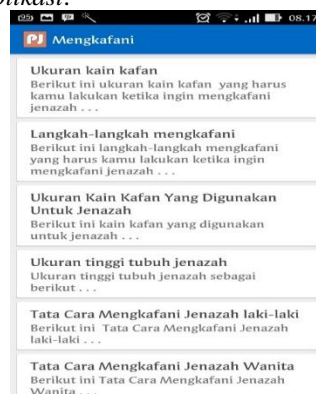 plikasi.
08.17
PJ Mengkafani
Ukuran kain kafan
Berikut ini ukuran kain kafan yang harus
kamu lakukan ketika ingin mengkafani
jenazah . . .
Langkah-langkah mengkafani
Berikut ini langkah-langkah mengkafani
yang harus kamu lakukan ketika ingin
mengkafani jenazah . . .
Ukuran Kain Kafan Yang Digunakan
Untuk Jenazah
Berikut ini kain kafan yang digunakan
untuk jenazah . . .
Ukuran tinggi tubuh jenazah
Ukuran tinggi tubuh jenazah sebagai
berikut . . .
Tata Cara Mengkafani Jenazah laki-laki
Berikut ini Tata Cara Mengkafani Jenazah
laki-laki . . .
Tata Cara Mengkafani Jenazah Wanita
Berikut ini Tata Cara Mengkafani Jenazah
Wanita . . .